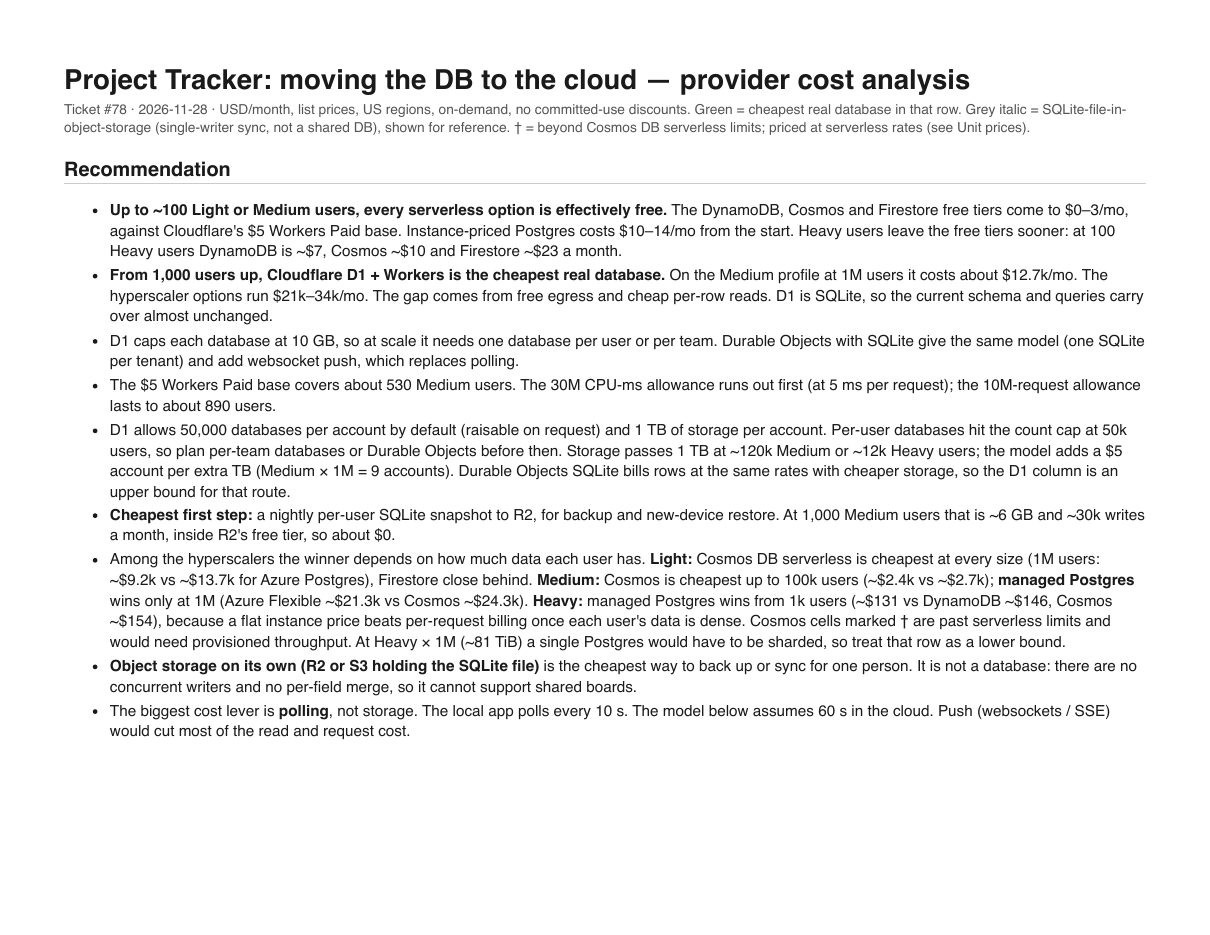 Project Tracker: moving the DB to the cloud — provider cost analysis
Ticket #78 · 2026-11-28 · USD/month, list prices, US regions, on-demand, no committed-use discounts. Green = cheapest real database in that row. Grey italic = SQLite-file-in-
object-storage (single-writer sync, not a shared DB), shown for reference. † = beyond Cosmos DB serverless limits; priced at serverless rates (see Unit prices).
Recommendation
• Up to ~100 Light or Medium users, every serverless option is effectively free. The DynamoDB, Cosmos and Firestore free tiers come to $0–3/mo,
against Cloudflare's $5 Workers Paid base. Instance-priced Postgres costs $10–14/mo from the start. Heavy users leave the free tiers sooner: at 100
Heavy users DynamoDB is ~$7, Cosmos ~$10 and Firestore ~$23 a month.
• From 1,000 users up, Cloudflare D1 + Workers is the cheapest real database. On the Medium profile at 1M users it costs about $12.7k/mo. The
hyperscaler options run $21k–34k/mo. The gap comes from free egress and cheap per-row reads. D1 is SQLite, so the current schema and queries carry
over almost unchanged.
• D1 caps each database at 10 GB, so at scale it needs one database per user or per team. Durable Objects with SQLite give the same model (one SQLite
per tenant) and add websocket push, which replaces polling.
• The $5 Workers Paid base covers about 530 Medium users. The 30M CPU-ms allowance runs out first (at 5 ms per request); the 10M-request allowance
lasts to about 890 users.
• D1 allows 50,000 databases per account by default (raisable on request) and 1 TB of storage per account. Per-user databases hit the count cap at 50k
users, so plan per-team databases or Durable Objects before then. Storage passes 1 TB at ~120k Medium or ~12k Heavy users; the model adds a $5
account per extra TB (Medium × 1M = 9 accounts). Durable Objects SQLite bills rows at the same rates with cheaper storage, so the D1 column is an
upper bound for that route.
• Cheapest first step: a nightly per-user SQLite snapshot to R2, for backup and new-device restore. At 1,000 Medium users that is ~6 GB and ~30k writes
a month, inside R2's free tier, so about $0.
• Among the hyperscalers the winner depends on how much data each user has. Light: Cosmos DB serverless is cheapest at every size (1M users:
~$9.2k vs ~$13.7k for Azure Postgres), Firestore close behind. Medium: Cosmos is cheapest up to 100k users (~$2.4k vs ~$2.7k); managed Postgres
wins only at 1M (Azure Flexible ~$21.3k vs Cosmos ~$24.3k). Heavy: managed Postgres wins from 1k users (~$131 vs DynamoDB ~$146, Cosmos
~$154), because a flat instance price beats per-request billing once each user's data is dense. Cosmos cells marked † are past serverless limits and
would need provisioned throughput. At Heavy × 1M (~81 TiB) a single Postgres would have to be sharded, so treat that row as a lower bound.
• Object storage on its own (R2 or S3 holding the SQLite file) is the cheapest way to back up or sync for one person. It is not a database: there are no
concurrent writers and no per-field merge, so it cannot support shared boards.
• The biggest cost lever is polling, not storage. The local app polls every 10 s. The model below assumes 60 s in the cloud. Push (websockets / SSE)
would cut most of the read and request cost.